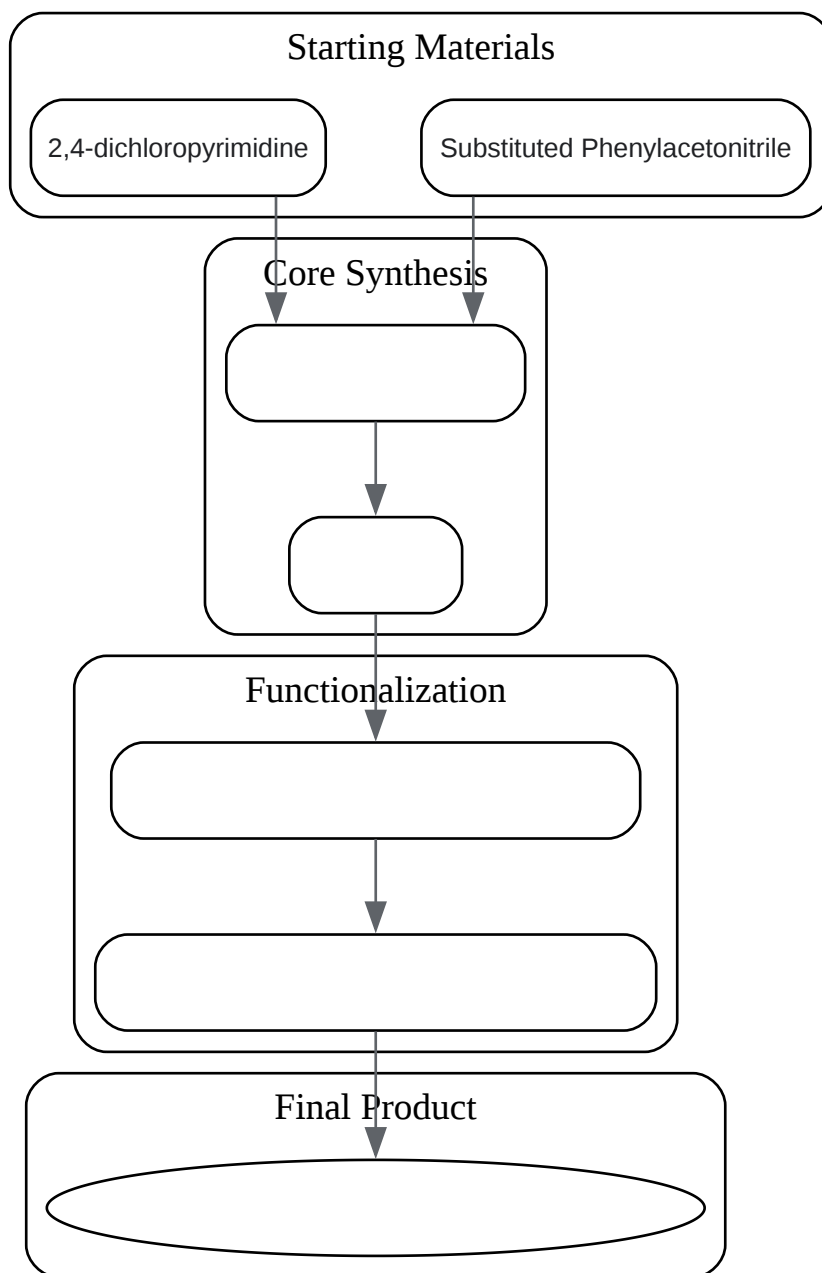 Starting Materials
2,4-dichloropyrimidine
Substituted Phenylacetonitrile
Core Synthesis
Functionalization
Final Product